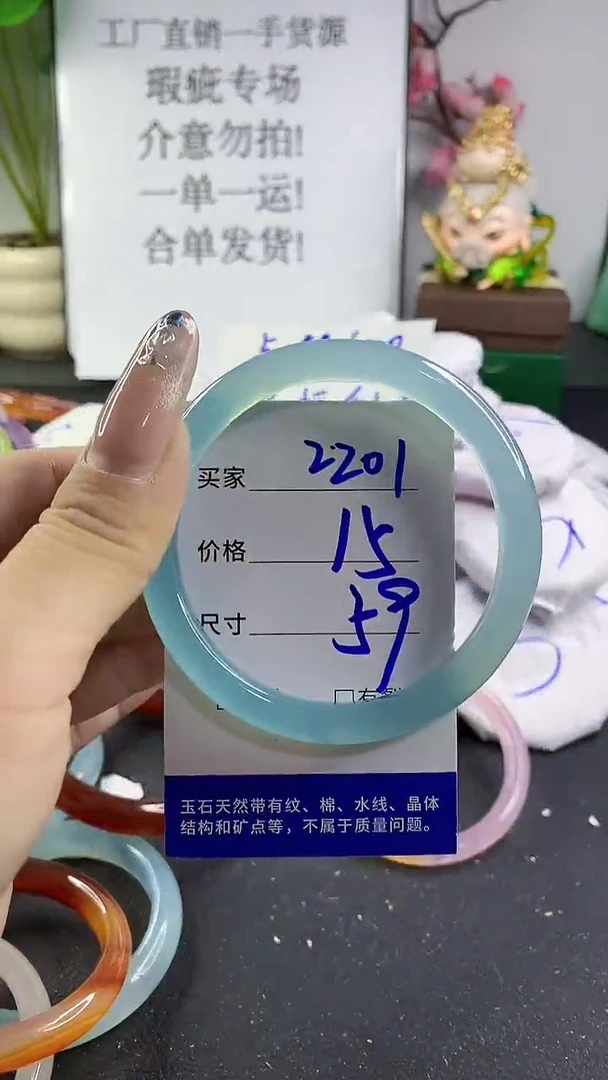 工厂直销一手货源
瑕疵专场
介意勿拍!
一单一运!
合单发货!
买家 2201
价格 15
尺寸 59
玉石天然带有纹、棉、水线、晶体
结构和矿点等，不属于质量问题。